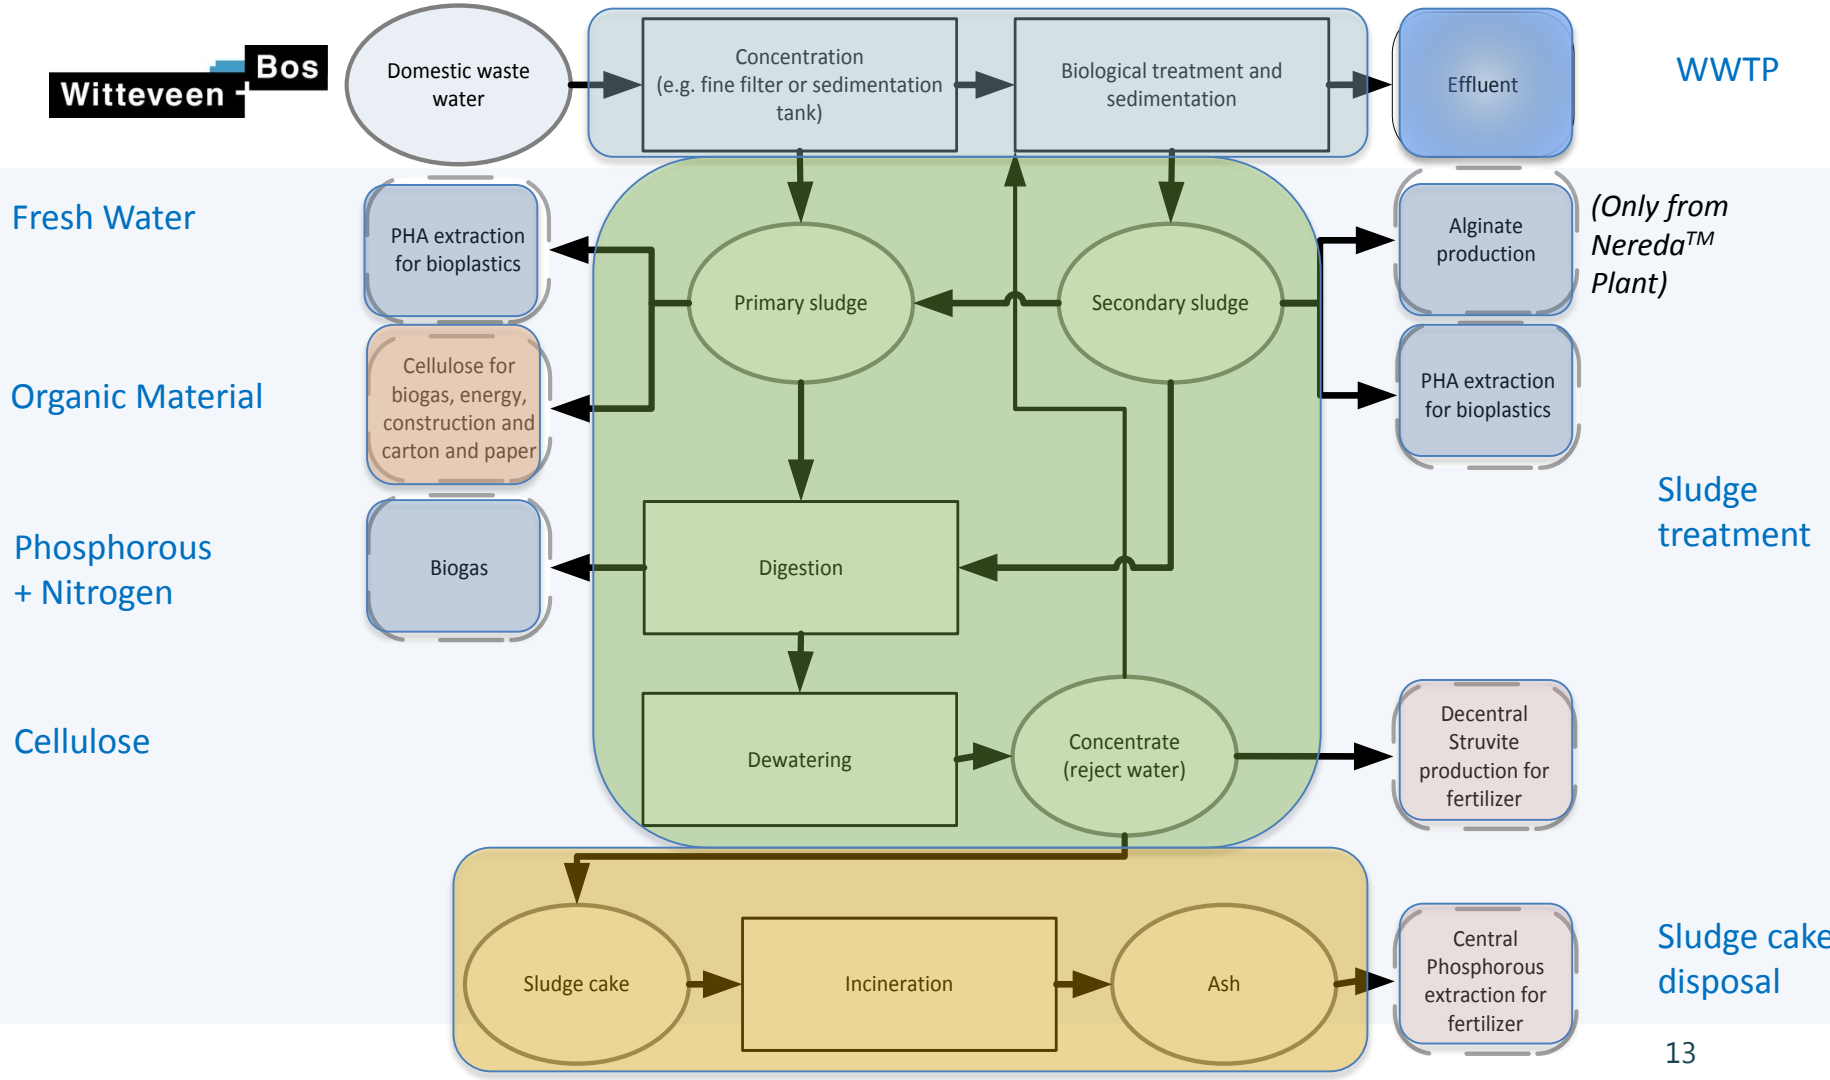 Witteveen
+
Bos
Domestic waste
water
Concentration
(e.g. fine filter or sedimentation
tank)
Biological treatment and
sedimentation
Effluent
WWTP
Fresh Water
PHA extraction
for bioplastics
Primary sludge
Secondary sludge
Alginate
production
(Only from
Nereda™
Plant)
Organic Material
Cellulose for
biogas, energy,
construction and
carton and paper
PHA extraction
for bioplastics
Sludge
treatment
Phosphorous
+ Nitrogen
Biogas
Digestion
Cellulose
Dewatering
Concentrate
(reject water)
Decentral
Struvite
production for
fertilizer
Sludge cake
Incineration
Ash
Central
Phosphorous
extraction for
fertilizer
Sludge cake
disposal
13